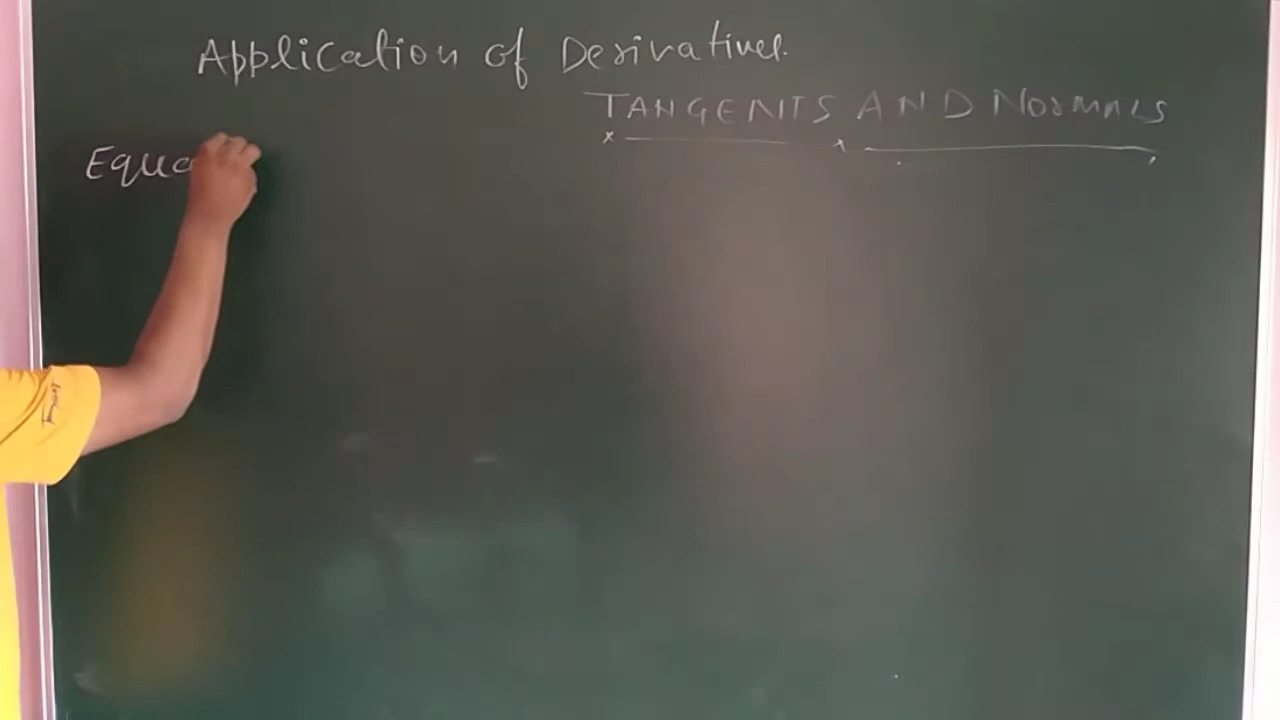 Application of Derivatives.
TANGENTS AND NORMALS
Equa